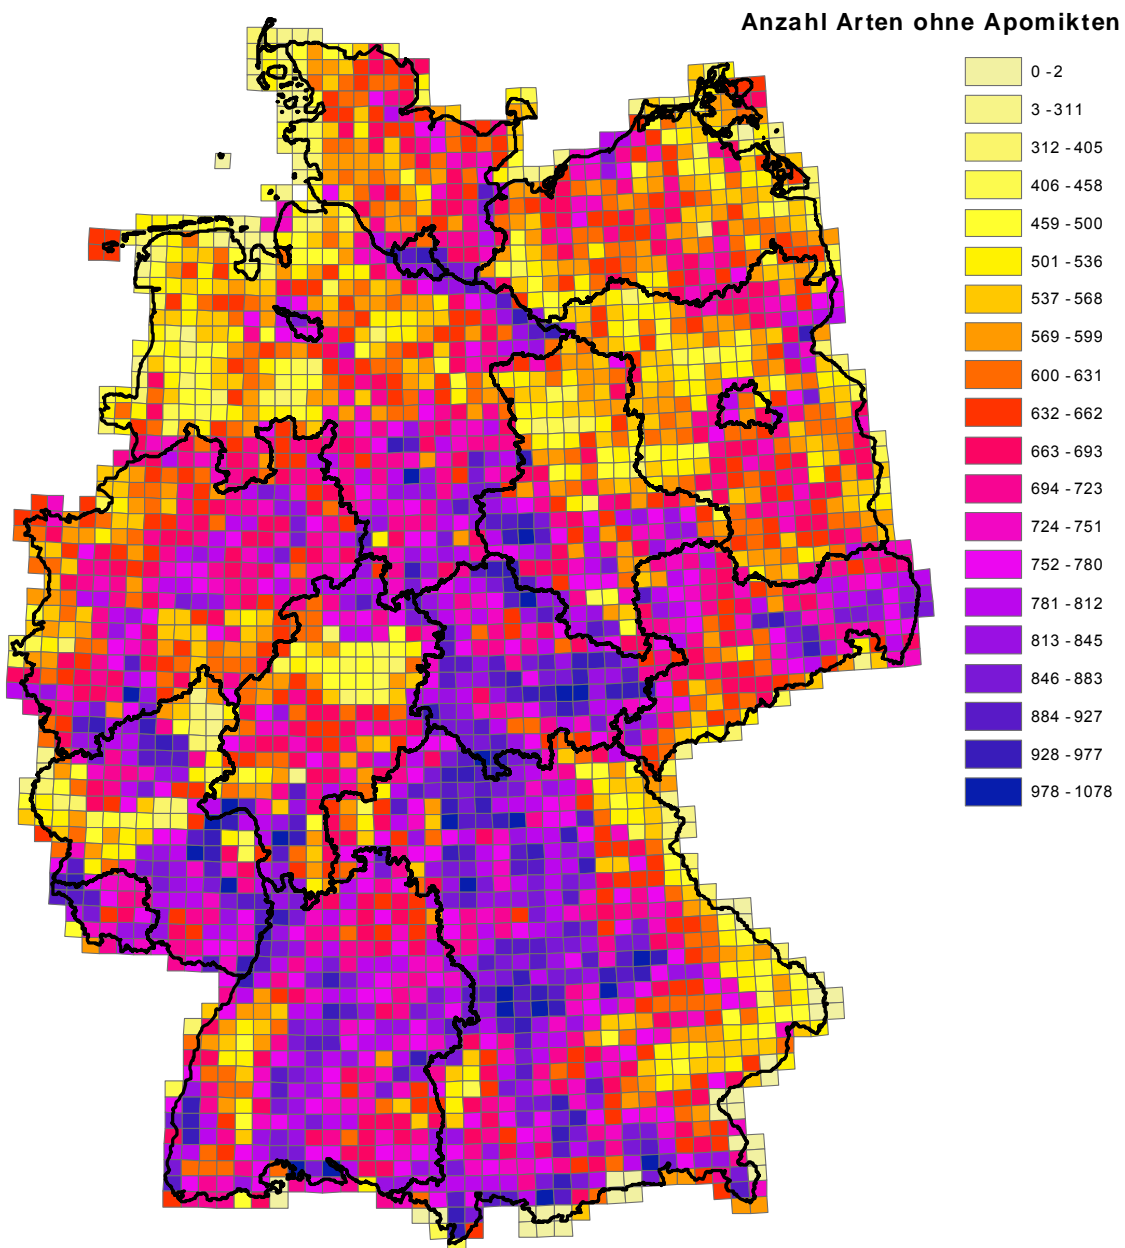 Anzahl Arten ohne Apomikten
0 - 2
3 - 311
312 - 405
406 - 458
459 - 500
501 - 536
537 - 568
569 - 599
600 - 631
632 - 662
663 - 693
694 - 723
724 - 751
752 - 780
781 - 812
813 - 845
846 - 883
884 - 927
928 - 977
978 - 1078